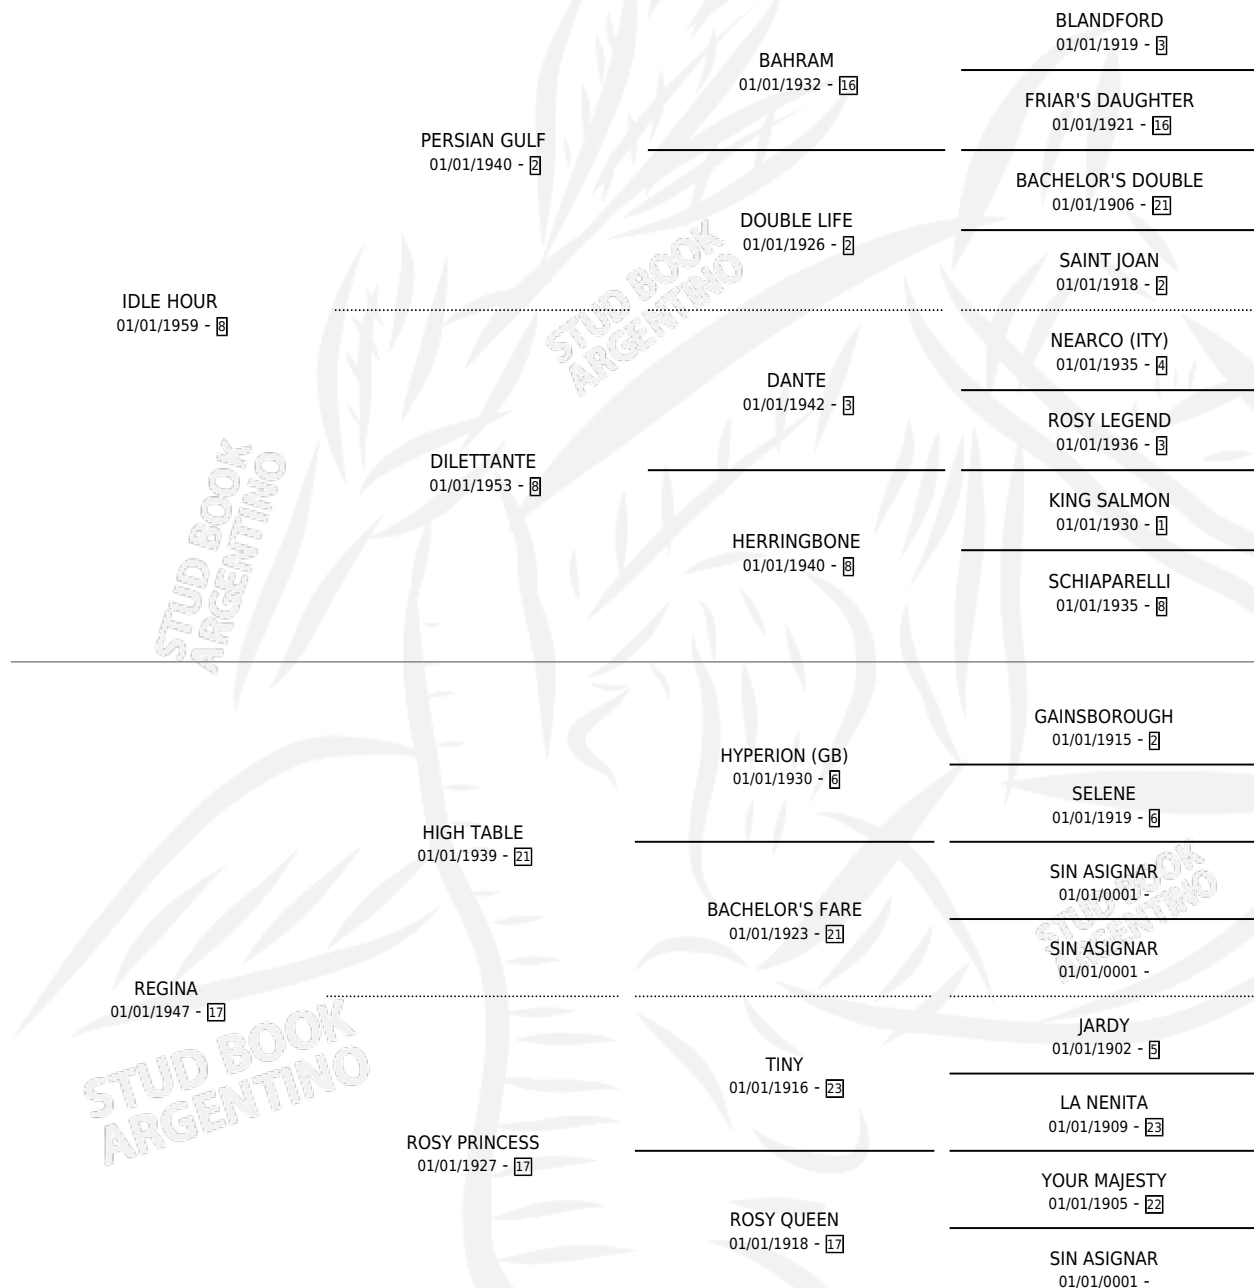 BLANDFORD
01/01/1919 - 3
BAHRAM
01/01/1932 - 16
FRIAR'S DAUGHTER
01/01/1921 - 16
PERSIAN GULF
01/01/1940 - 2
BACHELOR'S DOUBLE
01/01/1906 - 21
DOUBLE LIFE
01/01/1926 - 2
SAINT JOAN
01/01/1918 - 2
IDLE HOUR
01/01/1959 - 8
NEARCO (ITY)
01/01/1935 - 4
DANTE
01/01/1942 - 3
ROSY LEGEND
01/01/1936 - 3
DILETTANTE
01/01/1953 - 8
KING SALMON
01/01/1930 - 1
HERRINGBONE
01/01/1940 - 8
SCHIAPARELLI
01/01/1935 - 8
GAINSBOROUGH
01/01/1915 - 2
HYPERION (GB)
01/01/1930 - 6
SELENE
01/01/1919 - 6
HIGH TABLE
01/01/1939 - 21
SIN ASIGNAR
01/01/0001 -
BACHELOR'S FARE
01/01/1923 - 21
SIN ASIGNAR
01/01/0001 -
REGINA
01/01/1947 - 17
JARDY
01/01/1902 - 5
TINY
01/01/1916 - 23
LA NENITA
01/01/1909 - 23
ROSY PRINCESS
01/01/1927 - 17
YOUR MAJESTY
01/01/1905 - 22
ROSY QUEEN
01/01/1918 - 17
SIN ASIGNAR
01/01/0001 -
STUD BOOK
ARGENTINO
STUD BOOK
ARGENTINO
STUD BOOK
ARGENTINO
STUD BOOK
ARGENTINO